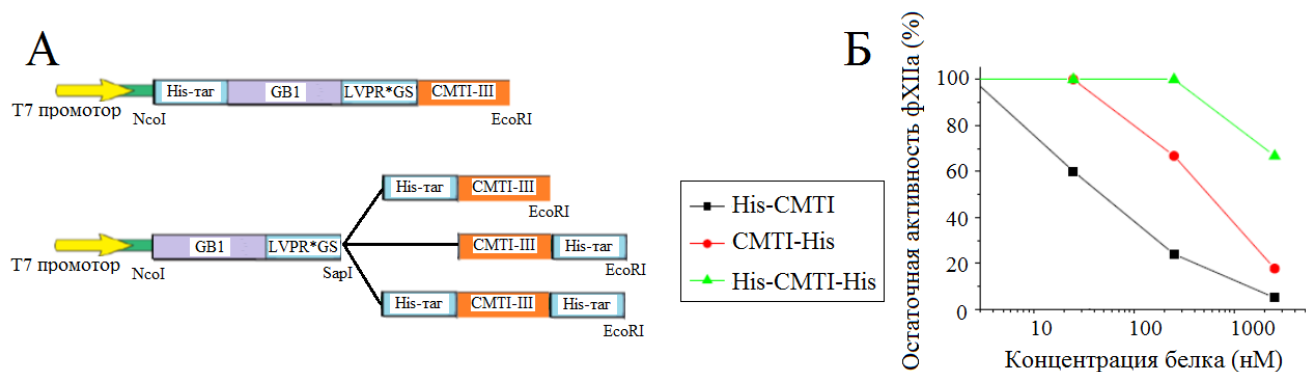 А
His-таг GB1 LVPR*GS CMTI-III
T7 промотор
NcoI EcoRI
His-таг CMTI-III
EcoRI
GB1 LVPR*GS CMTI-III His-таг
T7 промотор NcoI SapI EcoRI
His-таг CMTI-III His-таг
EcoRI
His-CMTI
CMTI-His
His-CMTI-His
Б
Остаточная активность фXIIа (%)
100
80
60
40
20
0
10 100 1000
Концентрация белка (нМ)